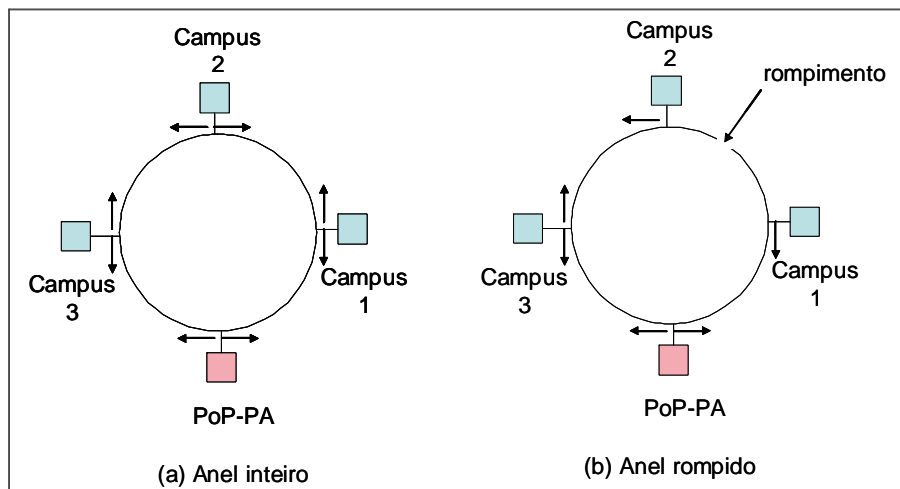 Campus
2
Campus
3
Campus
1
PoP-PA
(a) Anel inteiro
Campus
2
rompimento
Campus
3
Campus
1
PoP-PA
(b) Anel rompido